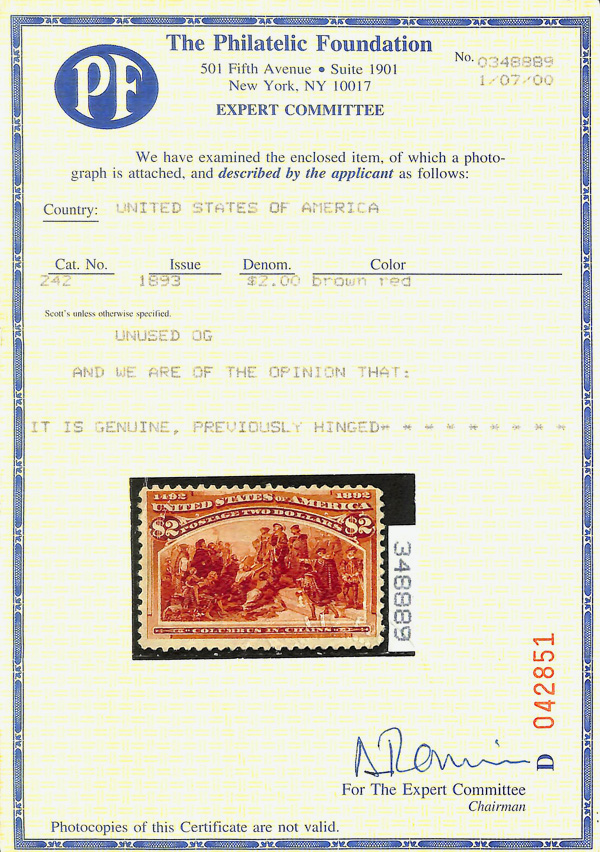 PF
The Philatelic Foundation
501 Fifth Avenue • Suite 1901
New York, NY 10017
EXPERT COMMITTEE
No. 0348889
1/07/00
We have examined the enclosed item, of which a photo-
graph is attached, and described by the applicant as follows:
Country: UNITED STATES OF AMERICA
Cat. No. Issue Denom. Color
242 1893 $2.00 brown red
Scott's unless otherwise specified.
UNUSED OG
AND WE ARE OF THE OPINION THAT:
IT IS GENUINE, PREVIOUSLY HINGED* * * * * * * * *
1492 1892
UNITED STATES OF AMERICA
$2 POSTAGE TWO DOLLARS $2
COLUMBUS IN CHAINS
348889
042851
D
For The Expert Committee
Chairman
Photocopies of this Certificate are not valid.